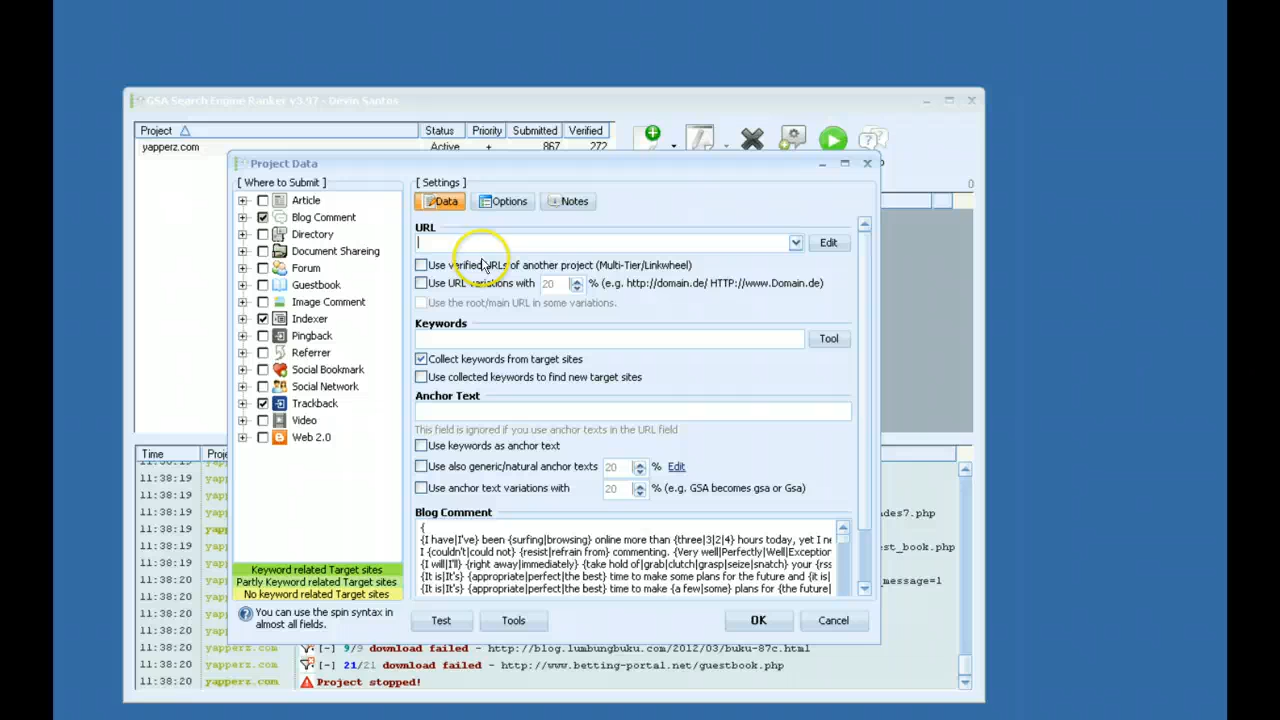 GSA Search Engine Ranker v3.97 - Devin Santos
Project Status Priority Submitted Verified
yapperz.com Active + 867 272
Project Data
[ Where to Submit ]
Article
Blog Comment
Directory
Document Shareing
Forum
Guestbook
Image Comment
Indexer
Pingback
Referrer
Social Bookmark
Social Network
Trackback
Video
Web 2.0
Keyword related Target sites
Partly Keyword related Target sites
No keyword related Target sites
You can use the spin syntax in
almost all fields.
[ Settings ]
Data Options Notes
0
URL
Edit
Use verified URLs of another project (Multi-Tier/Linkwheel)
Use URL variations with 20 % (e.g. http://domain.de/ HTTP://www.Domain.de)
Use the root/main URL in some variations.
Keywords
Tool
Collect keywords from target sites
Use collected keywords to find new target sites
Anchor Text
This field is ignored if you use anchor texts in the URL field
Use keywords as anchor text
Use also generic/natural anchor texts 20 % Edit
Use anchor text variations with 20 % (e.g. GSA becomes gsa or Gsa)
Blog Comment
{
{I have|I've} been {surfing|browsing} online more than {three|3|2|4} hours today, yet I ne
I {couldn't|could not} {resist|refrain from} commenting. {Very well|Perfectly|Well|Exception
{I will|I'll} {right away|immediately} {take hold of|grab|clutch|grasp|seize|snatch} your {rss
{It is|It's} {appropriate|perfect|the best} time to make some plans for the future and {it is|
{It is|It's} {appropriate|perfect|the best} time to make {a few|some} plans for {the future|
Test Tools OK Cancel
Time Proje
11:38:19 yapp
11:38:19 yapp
11:38:19 yapp
11:38:19 yapp ades7.php
11:38:19 yapp
11:38:19 yapp est_book.php
11:38:20 yapp
11:38:20 yapp _message=1
11:38:20 yapp
11:38:20 yapp
11:38:20 yapp
11:38:20 yapperz.com [-] 9/9 download failed - http://blog.lumbungbuku.com/2012/03/buku-87c.html
11:38:20 yapperz.com [-] 21/21 download failed - http://www.betting-portal.net/guestbook.php
11:38:20 yapperz.com Project stopped!